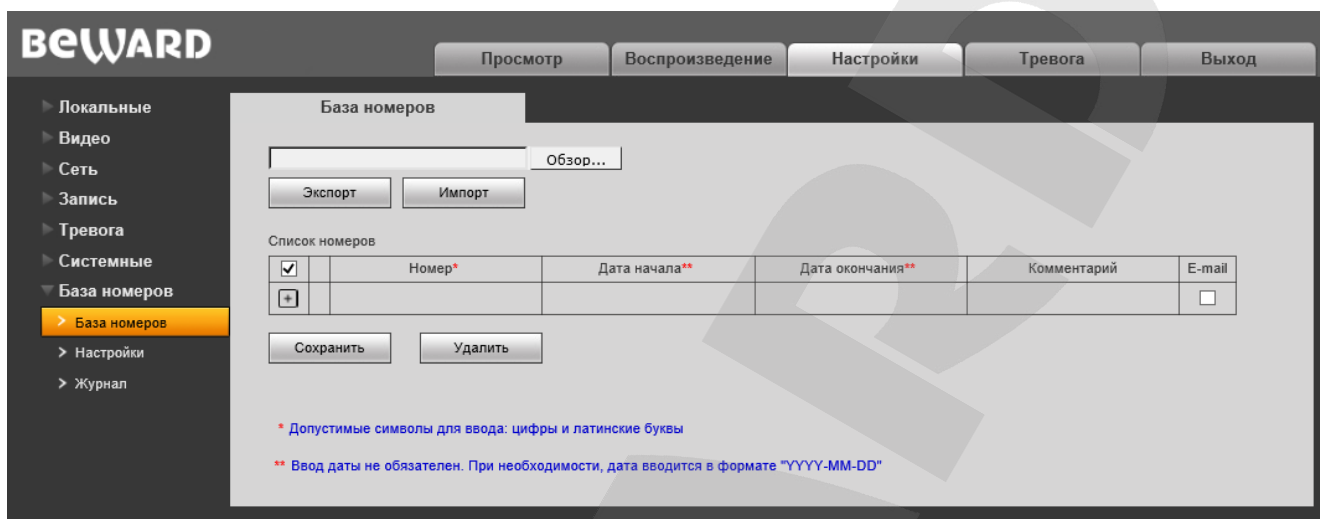 BEWARD
Просмотр Воспроизведение Настройки Тревога Выход
Локальные
Видео
Сеть
Запись
Тревога
Системные
База номеров
База номеров
Настройки
Журнал
База номеров
Обзор...
Экспорт Импорт
Список номеров
Номер* Дата начала** Дата окончания** Комментарий E-mail
+
Сохранить Удалить
* Допустимые символы для ввода: цифры и латинские буквы
** Ввод даты не обязателен. При необходимости, дата вводится в формате "YYYY-MM-DD"